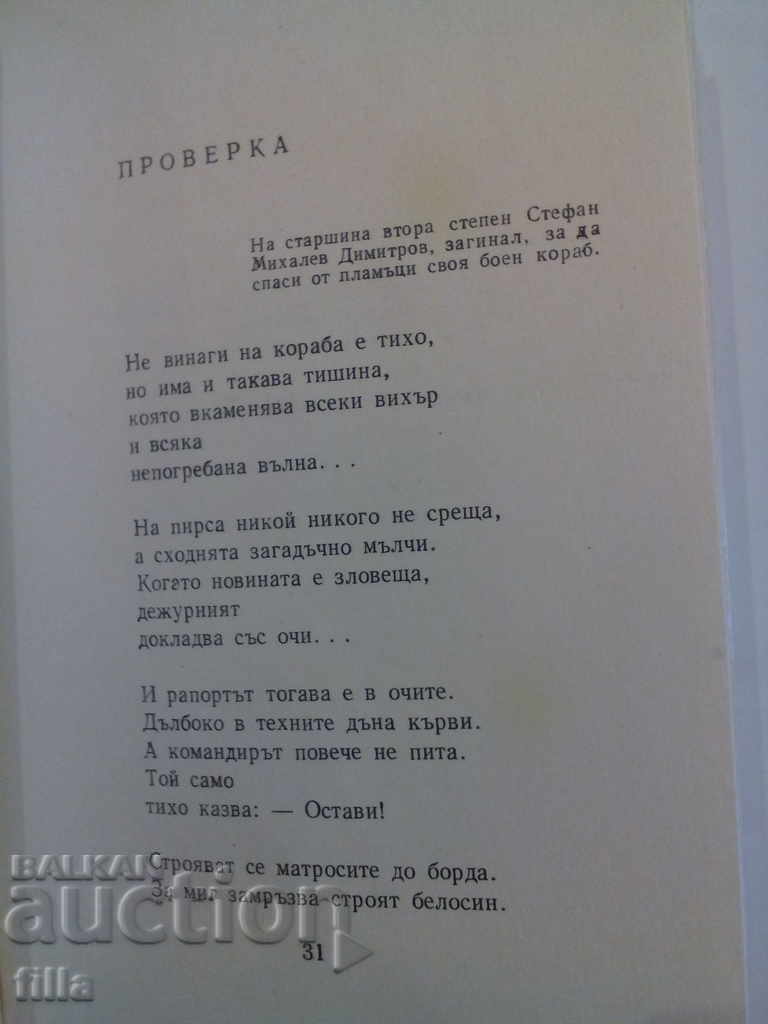 ПРОВЕРКА
На старшина втора степен Стефан
Михалев Димитров, загинал, за да
спаси от пламъци своя боен кораб.
Не винаги на кораба е тихо,
но има и такава тишина,
която вкаменява всеки вихър
и всяка
непогребана вълна. . .
На пирса никой никого не среща,
а сходнята загадъчно мълчи.
Когато новината е зловеща,
дежурният
докладва със очи. . .
И рапортът тогава е в очите.
Дълбоко в техните дъна кърви.
А командирът повече не пита.
Той само
тихо казва: — Остави!
Строяват се матросите до борда.
За миг замръзва строят белосин.
31
BALKAN
auction
filla